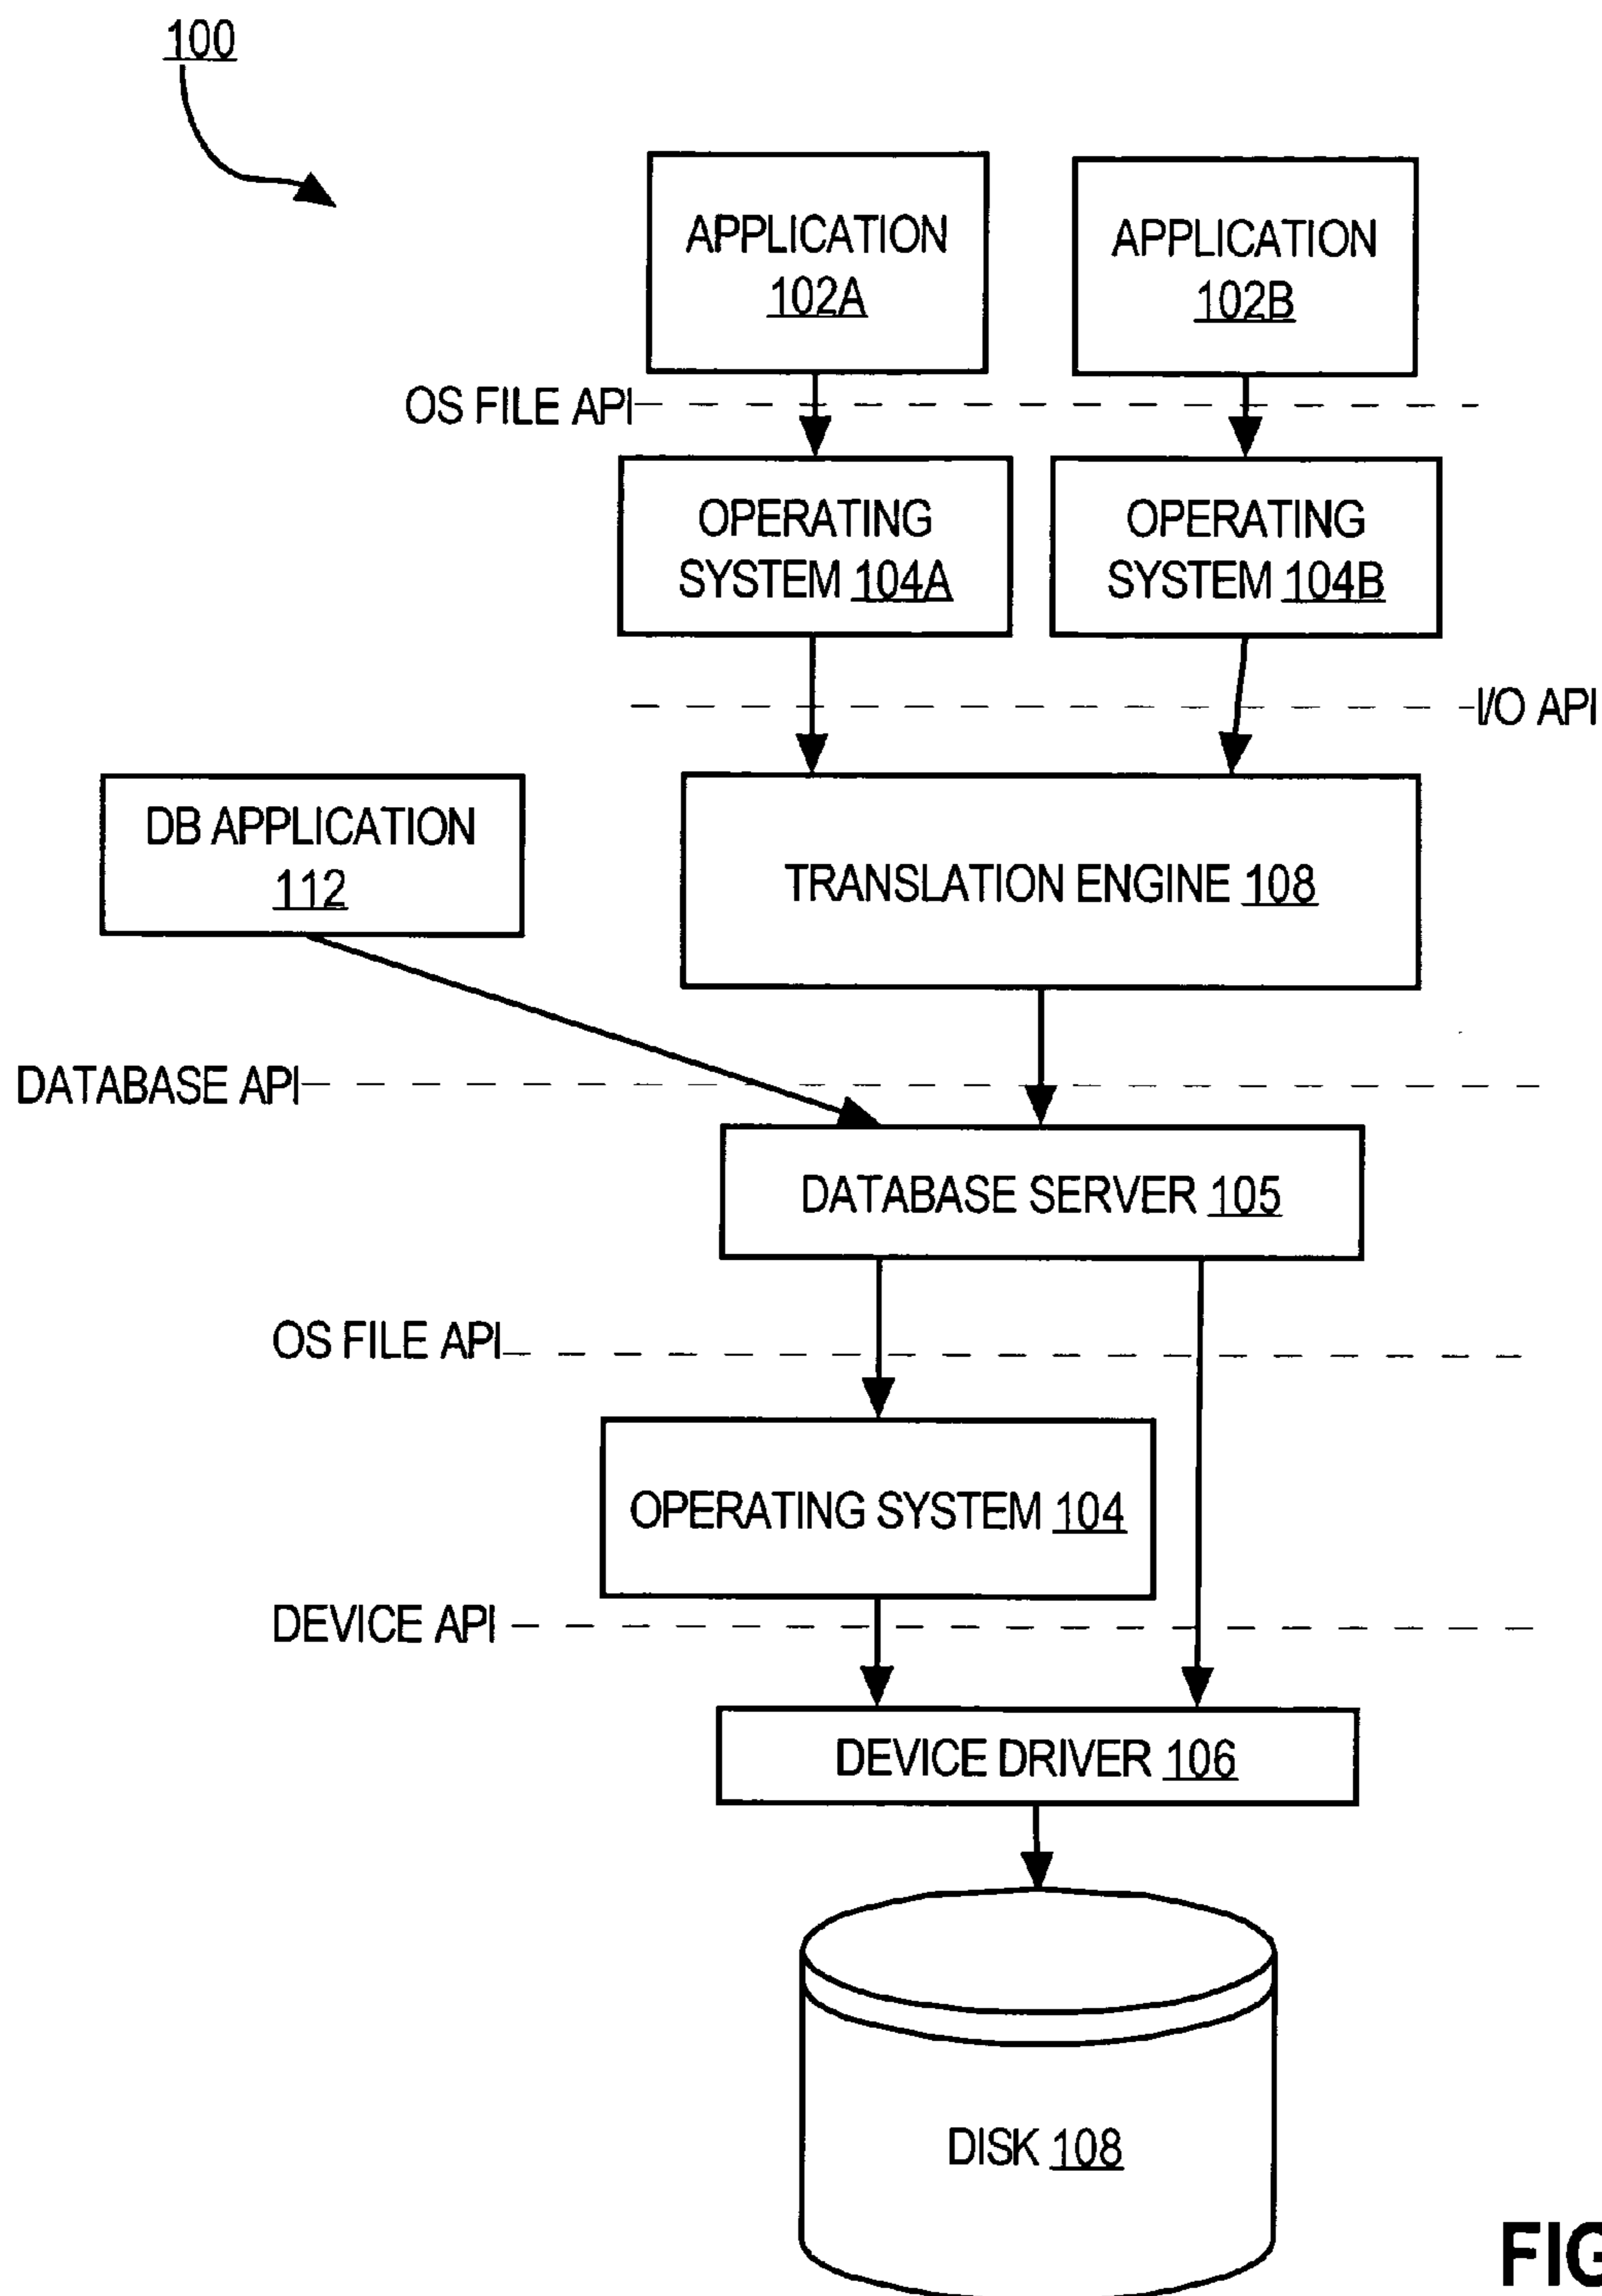 100
APPLICATION
102A
APPLICATION
102B
OS FILE API
OPERATING
SYSTEM 104A
OPERATING
SYSTEM 104B
I/O API
DB APPLICATION
112
TRANSLATION ENGINE 108
DATABASE API
DATABASE SERVER 105
OS FILE API
OPERATING SYSTEM 104
DEVICE API
DEVICE DRIVER 106
DISK 108
FIG